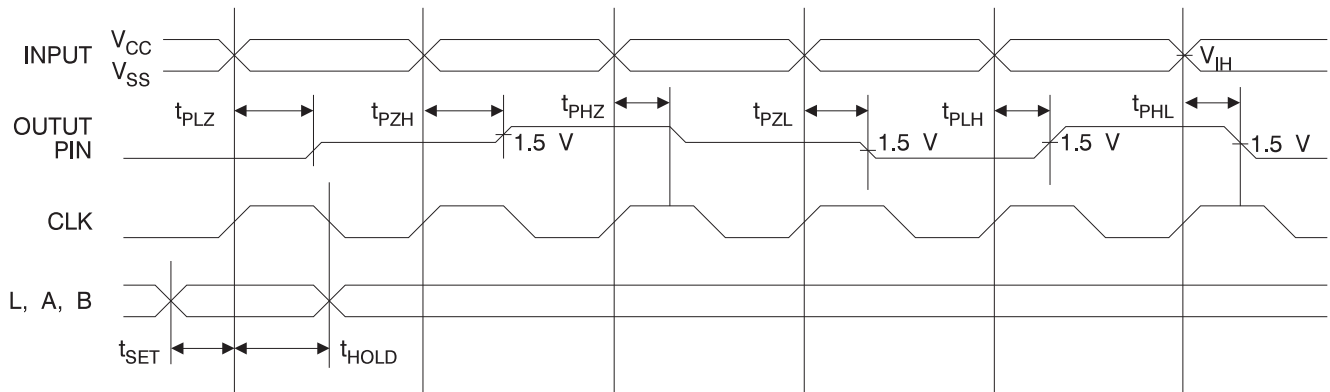 INPUT V_CC
V_SS
V_IH
t_PLZ t_PZH t_PHZ t_PZL t_PLH t_PHL
OUTUT
PIN
1.5 V 1.5 V 1.5 V 1.5 V
CLK
L, A, B
t_SET t_HOLD